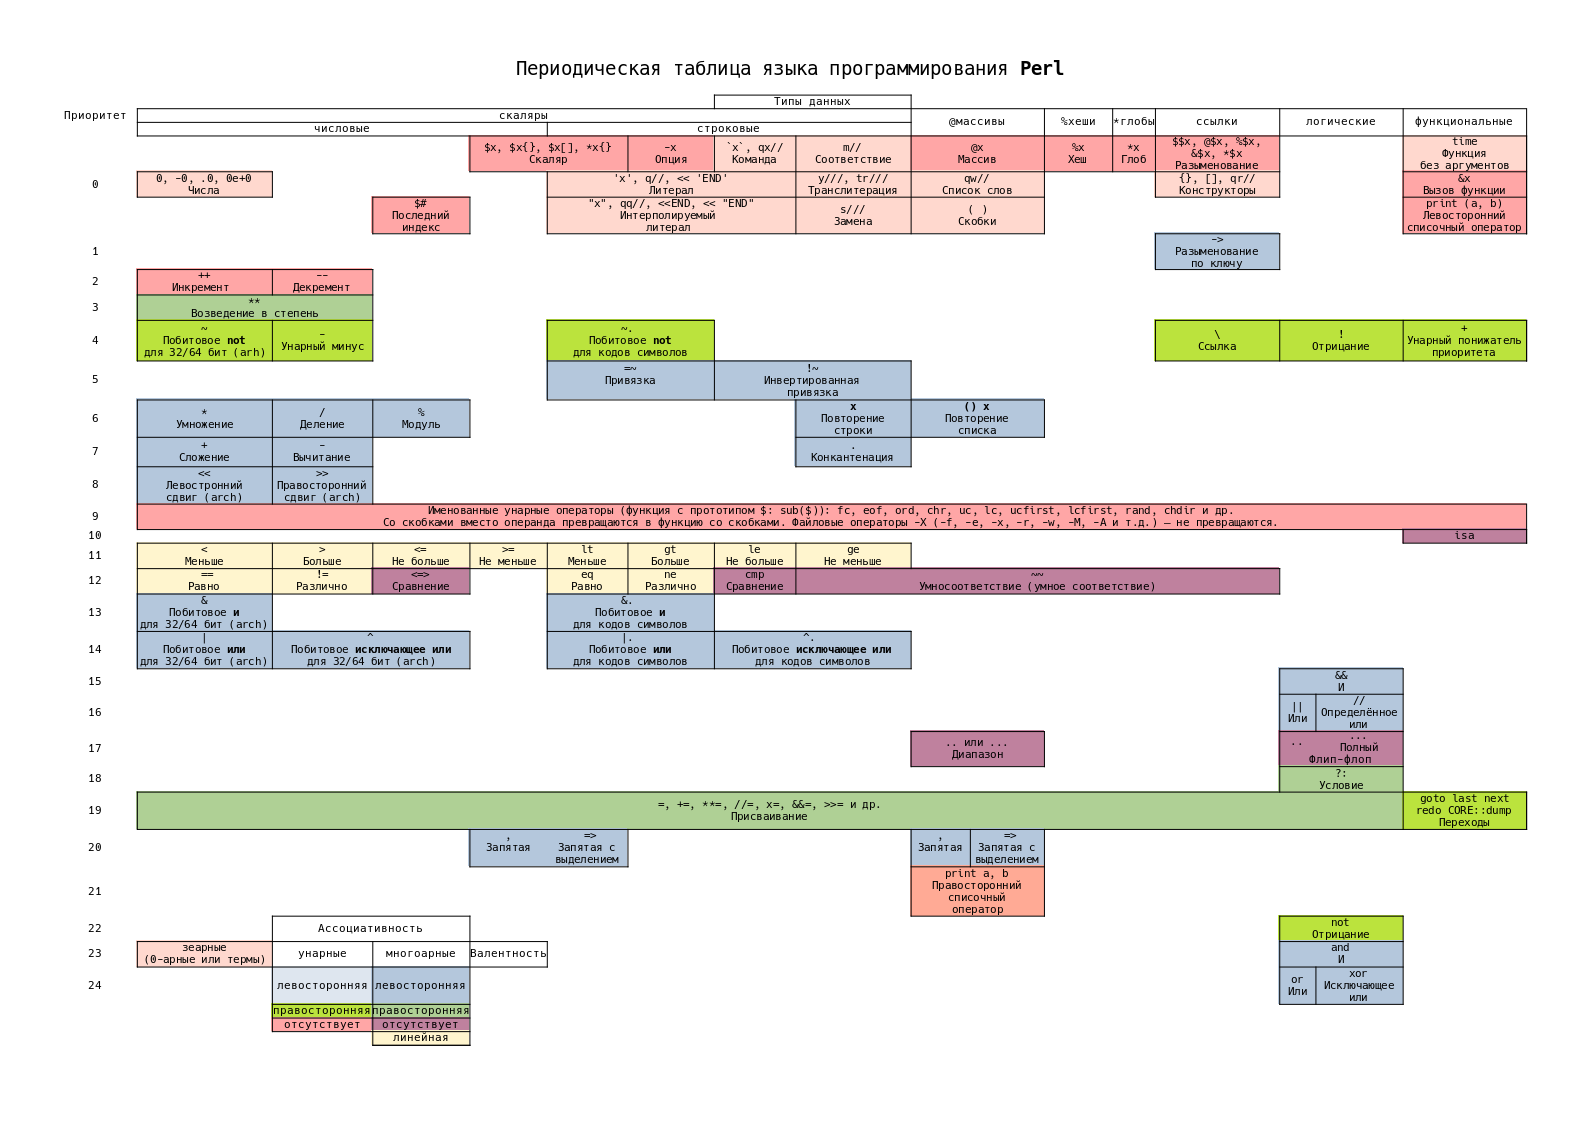 Периодическая таблица языка программирования Perl
Типы данных
Приоритет
скаляры
@массивы
%хеши
*глобы
ссылки
логические
функциональные
числовые
строковые
0
$x, $x{}, $x[], *x{}
Скаляр
-x
Опция
`x`, qx//
Команда
m//
Соответствие
@x
Массив
%x
Хеш
*x
Глоб
$$x, @$x, %$x,
&$x, *$x
Разыменование
time
Функция
без аргументов
0, -0, .0, 0e+0
Числа
'x', q//, << 'END'
Литерал
y///, tr///
Транслитерация
qw//
Список слов
{}, [], qr//
Конструкторы
&x
Вызов функции
$#
Последний
индекс
"x", qq//, <<END, << "END"
Интерполируемый
литерал
s///
Замена
( )
Скобки
print (a, b)
Левосторонний
списочный оператор
1
->
Разыменование
по ключу
2
++
Инкремент
--
Декремент
3
**
Возведение в степень
4
~
Побитовое not
для 32/64 бит (arh)
-
Унарный минус
~.
Побитовое not
для кодов символов
\
Ссылка
!
Отрицание
+
Унарный понижатель
приоритета
5
=~
Привязка
!~
Инвертированная
привязка
6
*
Умножение
/
Деление
%
Модуль
x
Повторение
строки
() x
Повторение
списка
7
+
Сложение
-
Вычитание
.
Конкантенация
8
<<
Левостронний
сдвиг (arch)
>>
Правосторонний
сдвиг (arch)
9
Именованные унарные операторы (функция с прототипом $: sub($)): fc, eof, ord, chr, uc, lc, ucfirst, lcfirst, rand, chdir и др.
Со скобками вместо операнда превращаются в функцию со скобками. Файловые операторы -X (-f, -e, -x, -r, -w, -M, -A и т.д.) — не превращаются.
10
isa
11
<
Меньше
>
Больше
<=
Не больше
>=
Не меньше
lt
Меньше
gt
Больше
le
Не больше
ge
Не меньше
12
==
Равно
!=
Различно
<=>
Сравнение
eq
Равно
ne
Различно
cmp
Сравнение
~~
Умносоответствие (умное соответствие)
13
&
Побитовое и
для 32/64 бит (arch)
&.
Побитовое и
для кодов символов
14
|
Побитовое или
для 32/64 бит (arch)
^
Побитовое исключающее или
для 32/64 бит (arch)
|.
Побитовое или
для кодов символов
^.
Побитовое исключающее или
для кодов символов
15
&&
И
16
||
Или
//
Определённое
или
17
.. или ...
Диапазон
.. ...
Полный
Флип-флоп
18
?:
Условие
19
=, +=, **=, //=, x=, &&=, >>= и др.
Присваивание
goto last next
redo CORE::dump
Переходы
20
,
Запятая
=>
Запятая с
выделением
,
Запятая
=>
Запятая с
выделением
21
print a, b
Правосторонний
списочный
оператор
22
Ассоциативность
not
Отрицание
23
зеарные
(0-арные или термы)
унарные
многоарные
Валентность
and
И
24
левосторонняя
левосторонняя
or
Или
xor
Исключающее
или
правосторонняя
правосторонняя
отсутствует
отсутствует
линейная